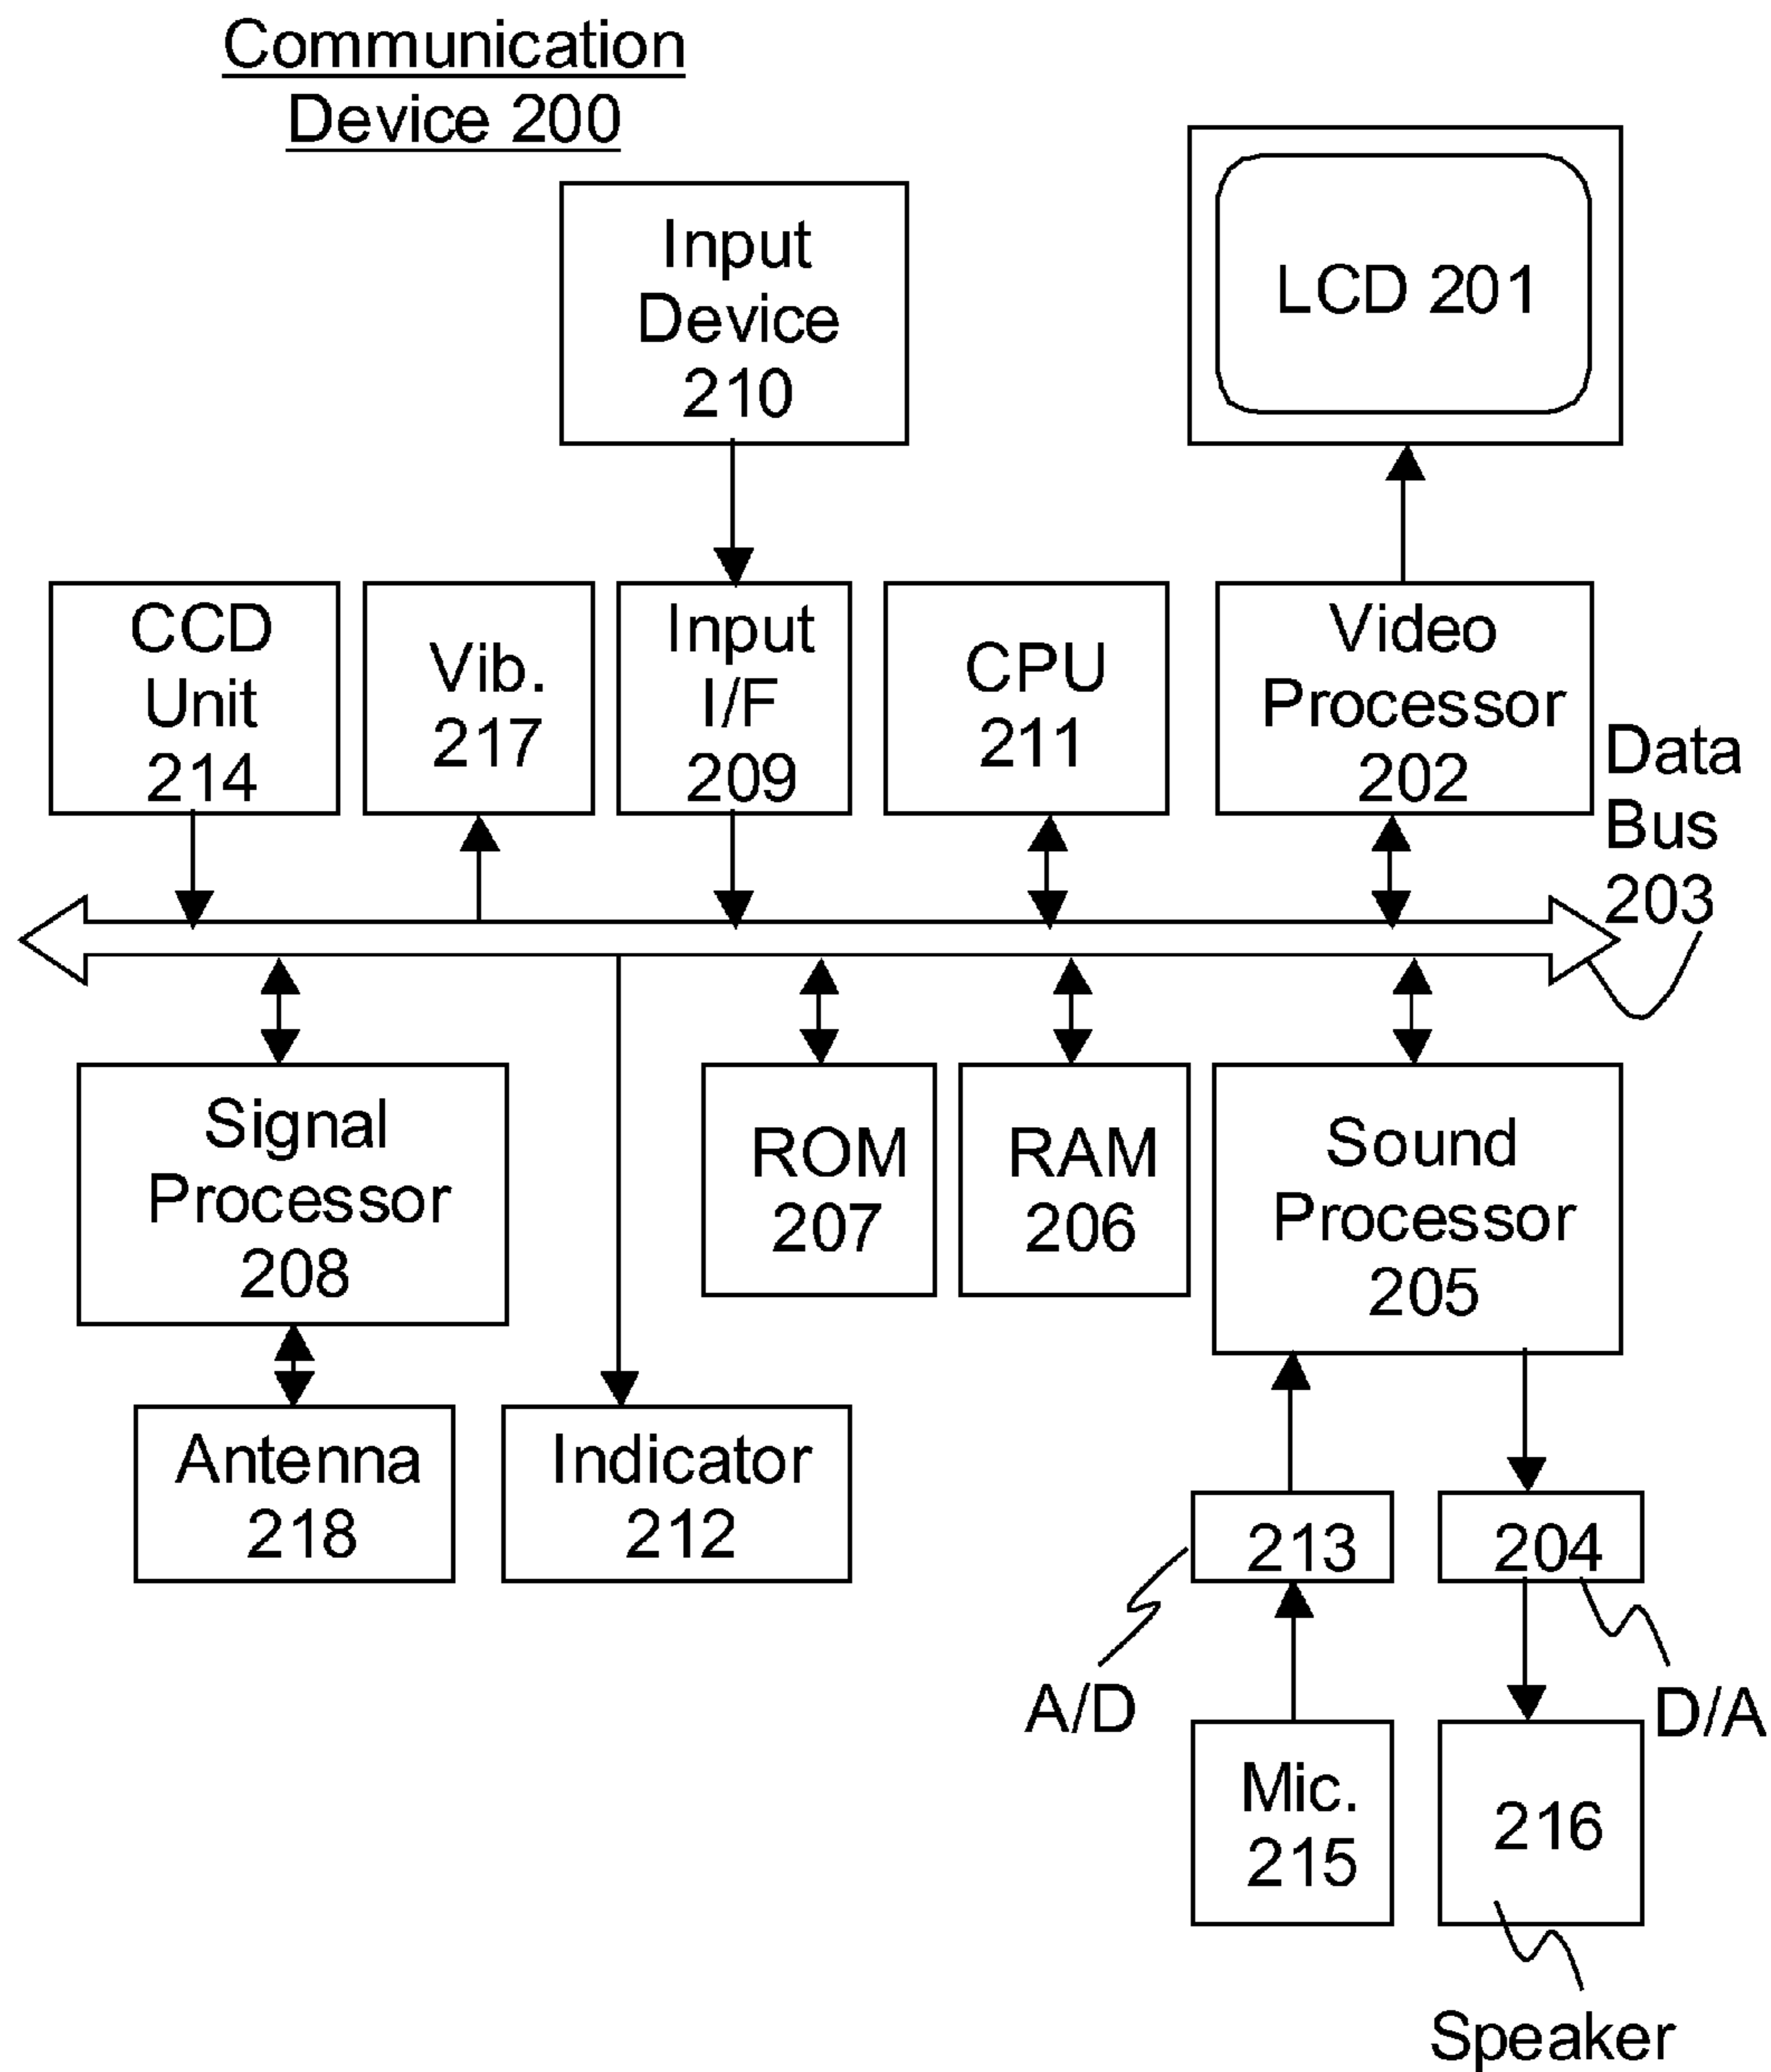 Communication
Device 200
Input
Device
210
LCD 201
CCD
Unit
214
Vib.
217
Input
I/F
209
CPU
211
Video
Processor
202
Data
Bus
203
Signal
Processor
208
ROM
207
RAM
206
Sound
Processor
205
Antenna
218
Indicator
212
213
204
A/D
D/A
Mic.
215
216
Speaker